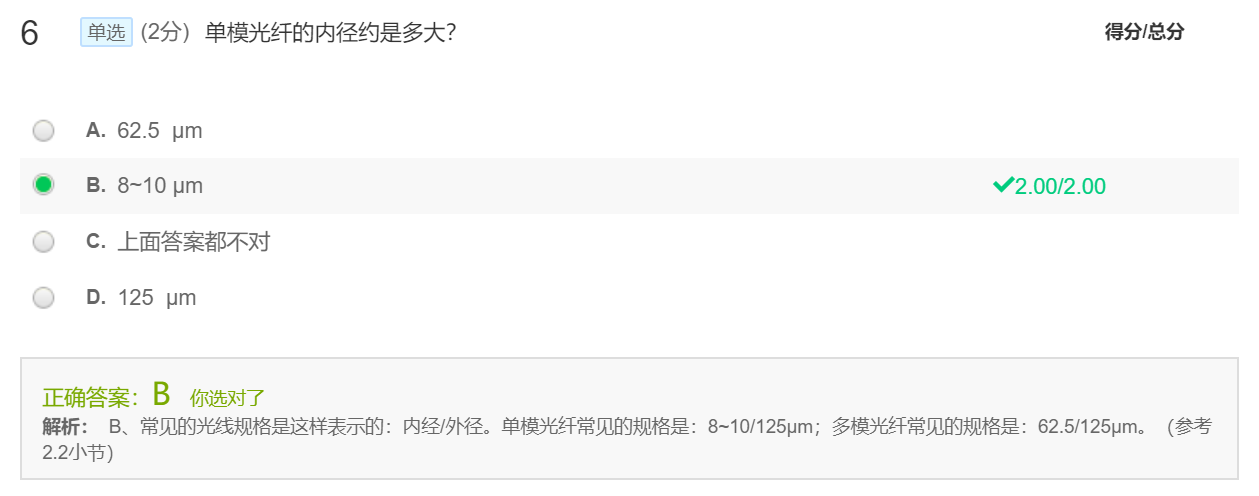 6 单选 (2分) 单模光纤的内径约是多大? 得分/总分
A. 62.5 μm
B. 8~10 μm 2.00/2.00
C. 上面答案都不对
D. 125 μm
正确答案：B 你选对了
解析： B、常见的光线规格是这样表示的：内经/外径。单模光纤常见的规格是：8~10/125μm；多模光纤常见的规格是：62.5/125μm。（参考
2.2小节）